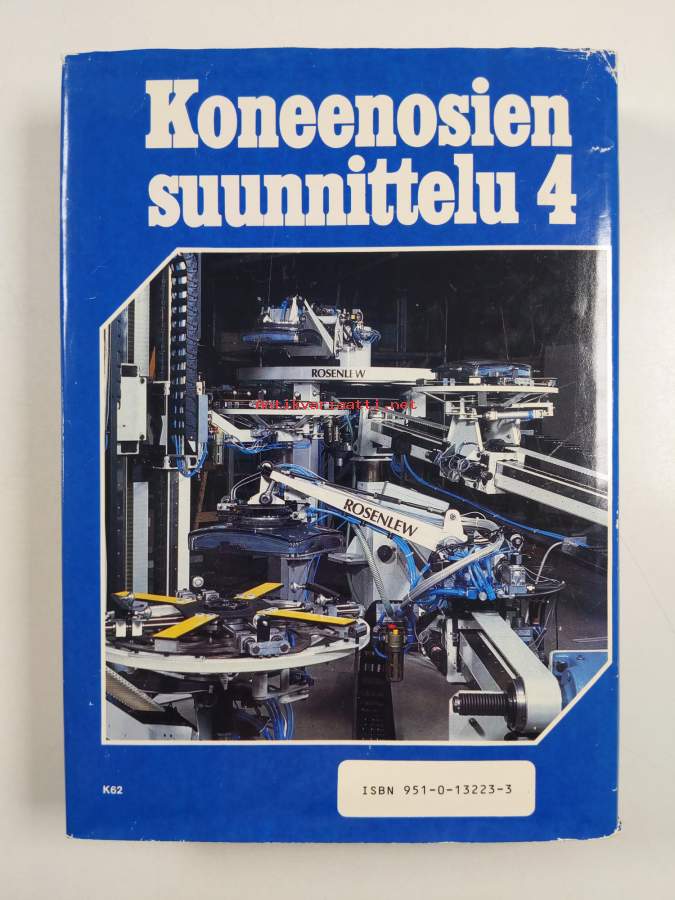 Koneenosien
suunnittelu 4
ROSENLEW
Antikvariaatti.net
ROSENLEW
K62
ISBN 951-0-13223-3